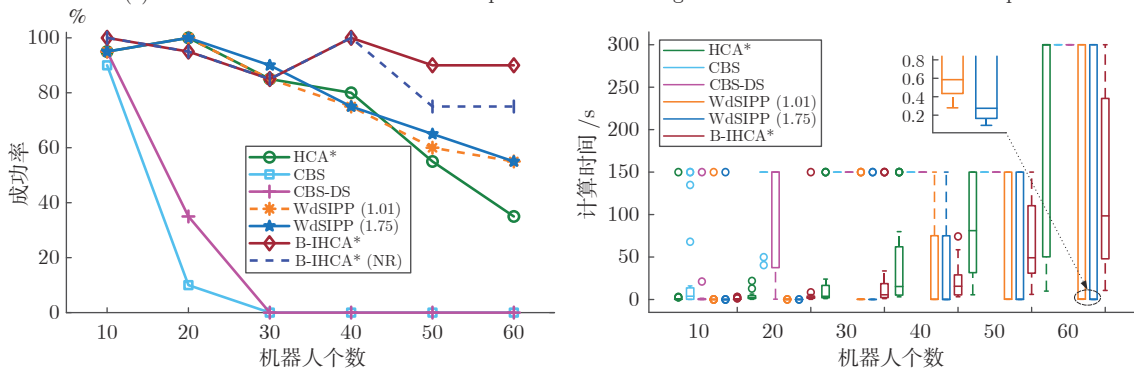 %
100
80
60
40
20
0
成功率
HCA*
CBS
CBS-DS
WdSIPP (1.01)
WdSIPP (1.75)
B-IHCA*
B-IHCA* (NR)
10 20 30 40 50 60
机器人个数
300
200
150
100
50
0
计算时间 /s
HCA*
CBS
CBS-DS
WdSIPP (1.01)
WdSIPP (1.75)
B-IHCA*
0.8
0.6
0.4
0.2
10 20 30 40 50 60
机器人个数